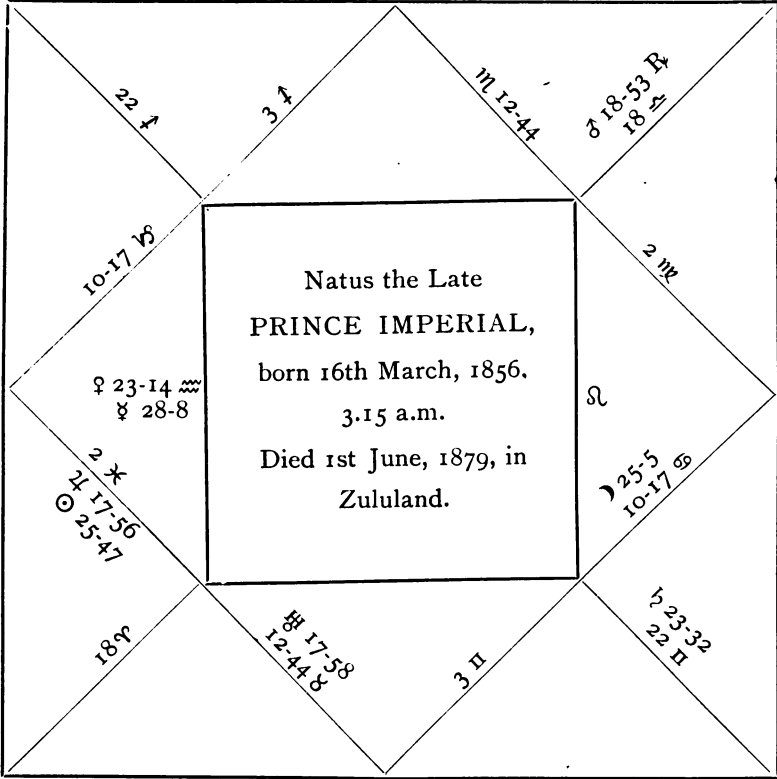 22 ♐
3 ♐
♏ 12-44
♂ 18-53 ℞
18 ♎
10-17 ♑
2 ♍
Natus the Late
PRINCE IMPERIAL,
born 16th March, 1856.
3.15 a.m.
Died 1st June, 1879, in
Zululand.
♀ 23-14 ♒
☿ 28-8
♌
2 ♓
♃ 17-56
☉ 25-47
☽ 25-5
10-17 ♋
18 ♈
♅ 17-58
12-44 ♉
3 ♊
♄ 23-32
22 ♊